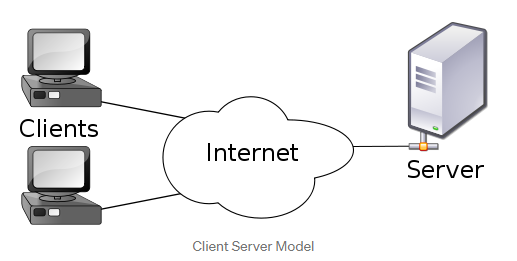 Clients
Internet
Server
Client Server Model